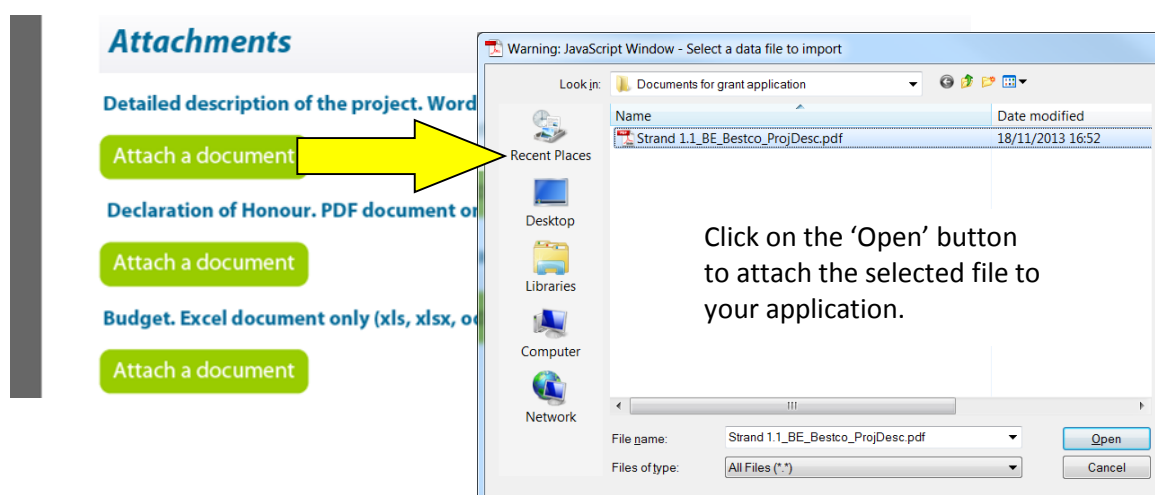 Attachments
Detailed description of the project. Word
Attach a document
Declaration of Honour. PDF document
Attach a document
Budget. Excel document only (xls, xlsx,
Attach a document
Warning: JavaScript Window - Select a data file to import
Look in: Documents for grant application
Name Date modified
Strand 1.1_BE_Bestco_ProjDesc.pdf 18/11/2013 16:52
Recent Places
Desktop
Libraries
Computer
Network
Click on the ‘Open’ button
to attach the selected file to
your application.
File name: Strand 1.1_BE_Bestco_ProjDesc.pdf Open
Files of type: All Files (*.*) Cancel